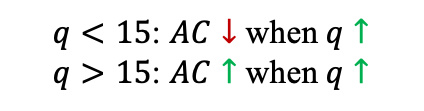 q < 15: AC ↓ when q ↑
q > 15: AC ↑ when q ↑